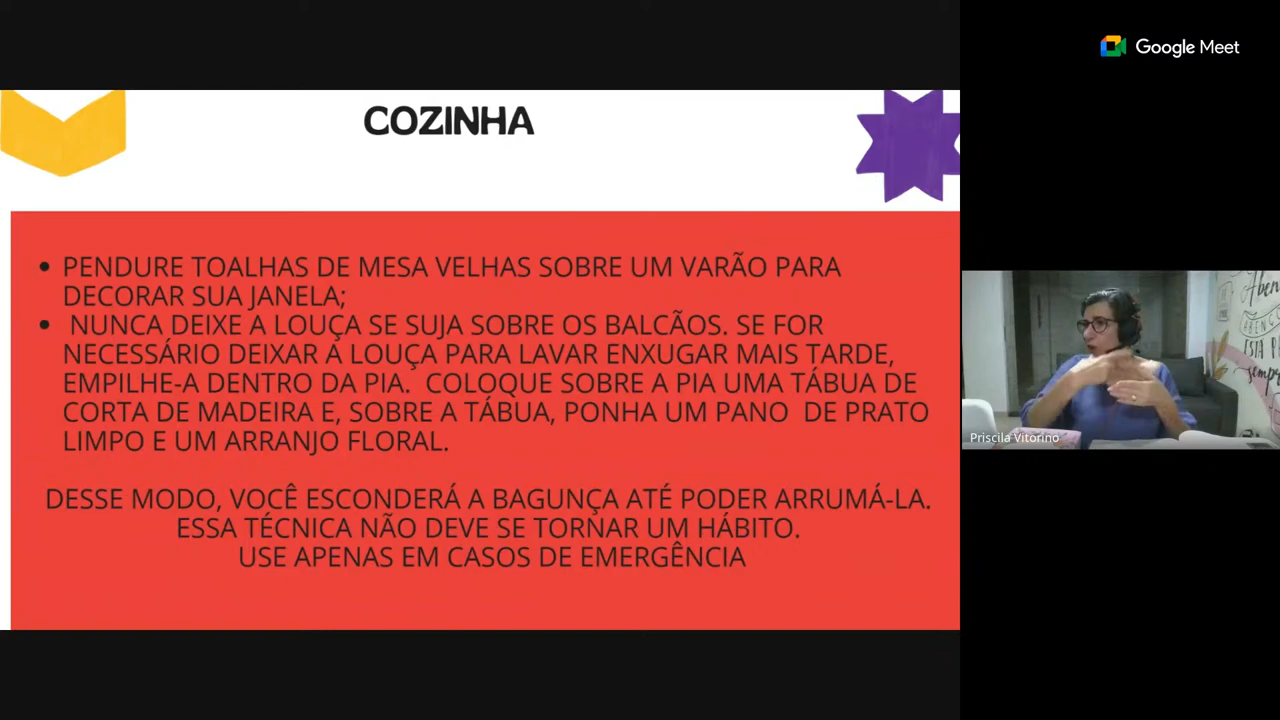 Google Meet
COZINHA
• PENDURE TOALHAS DE MESA VELHAS SOBRE UM VARÃO PARA
DECORAR SUA JANELA;
• NUNCA DEIXE A LOUÇA SE SUJA SOBRE OS BALCÃOS. SE FOR
NECESSÁRIO DEIXAR A LOUÇA PARA LAVAR ENXUGAR MAIS TARDE,
EMPILHE-A DENTRO DA PIA. COLOQUE SOBRE A PIA UMA TÁBUA DE
CORTA DE MADEIRA E, SOBRE A TÁBUA, PONHA UM PANO DE PRATO
LIMPO E UM ARRANJO FLORAL.
DESSE MODO, VOCÊ ESCONDERÁ A BAGUNÇA ATÉ PODER ARRUMÁ-LA.
ESSA TÉCNICA NÃO DEVE SE TORNAR UM HÁBITO.
USE APENAS EM CASOS DE EMERGÊNCIA
Priscila Vitorino